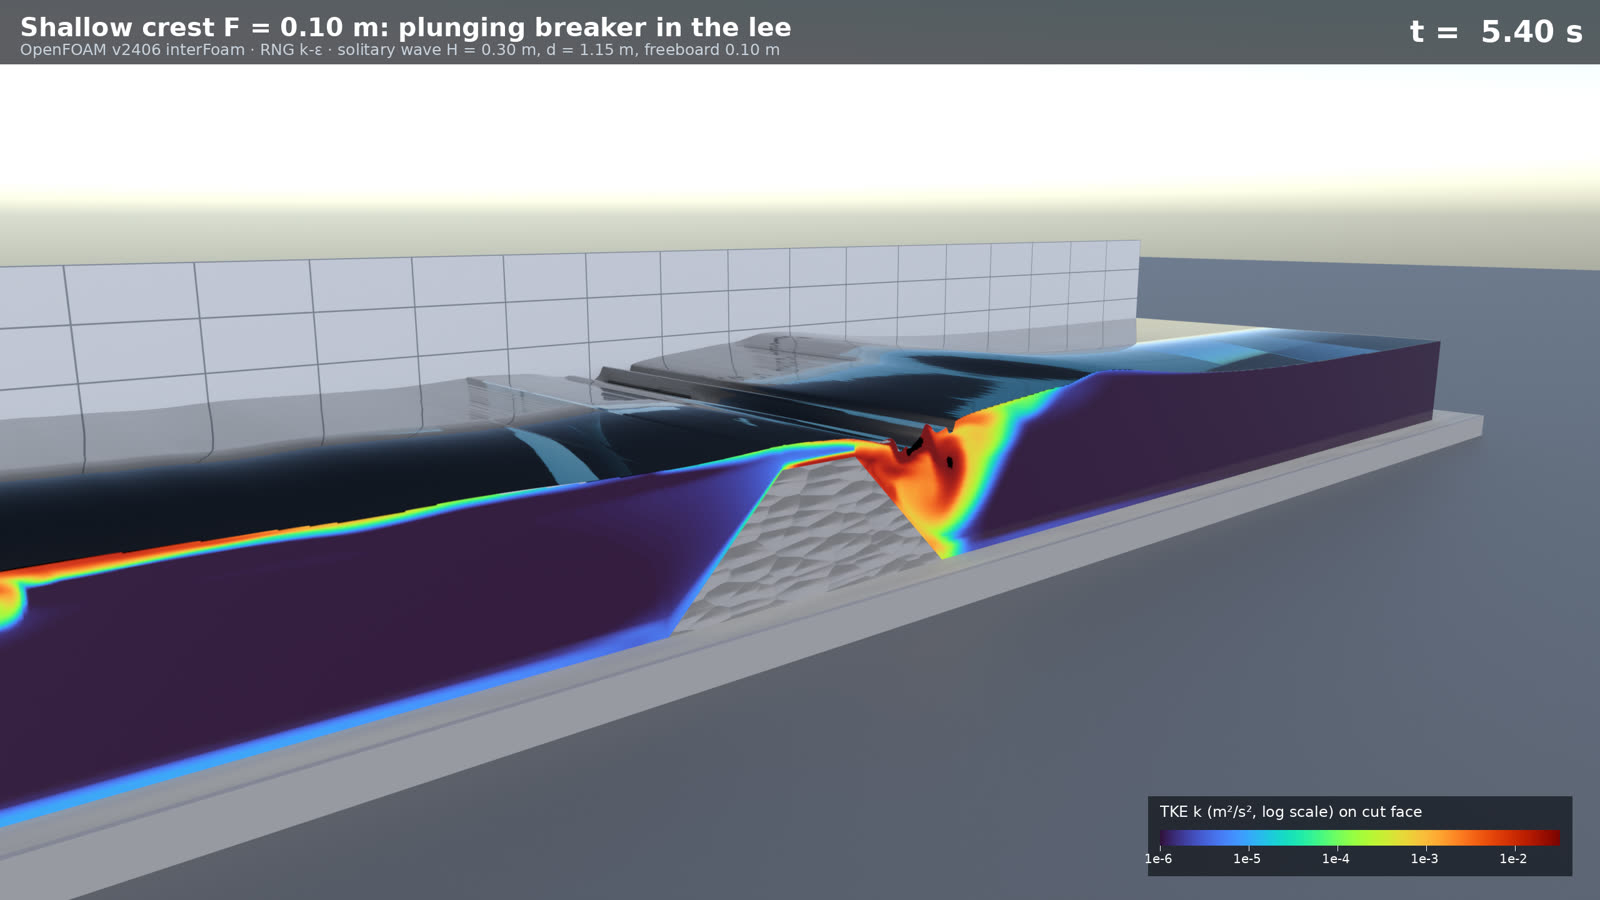 Shallow crest F = 0.10 m: plunging breaker in the lee
OpenFOAM v2406 interFoam · RNG k-ε · solitary wave H = 0.30 m, d = 1.15 m, freeboard 0.10 m
t = 5.40 s
TKE k (m²/s², log scale) on cut face
1e-6 1e-5 1e-4 1e-3 1e-2